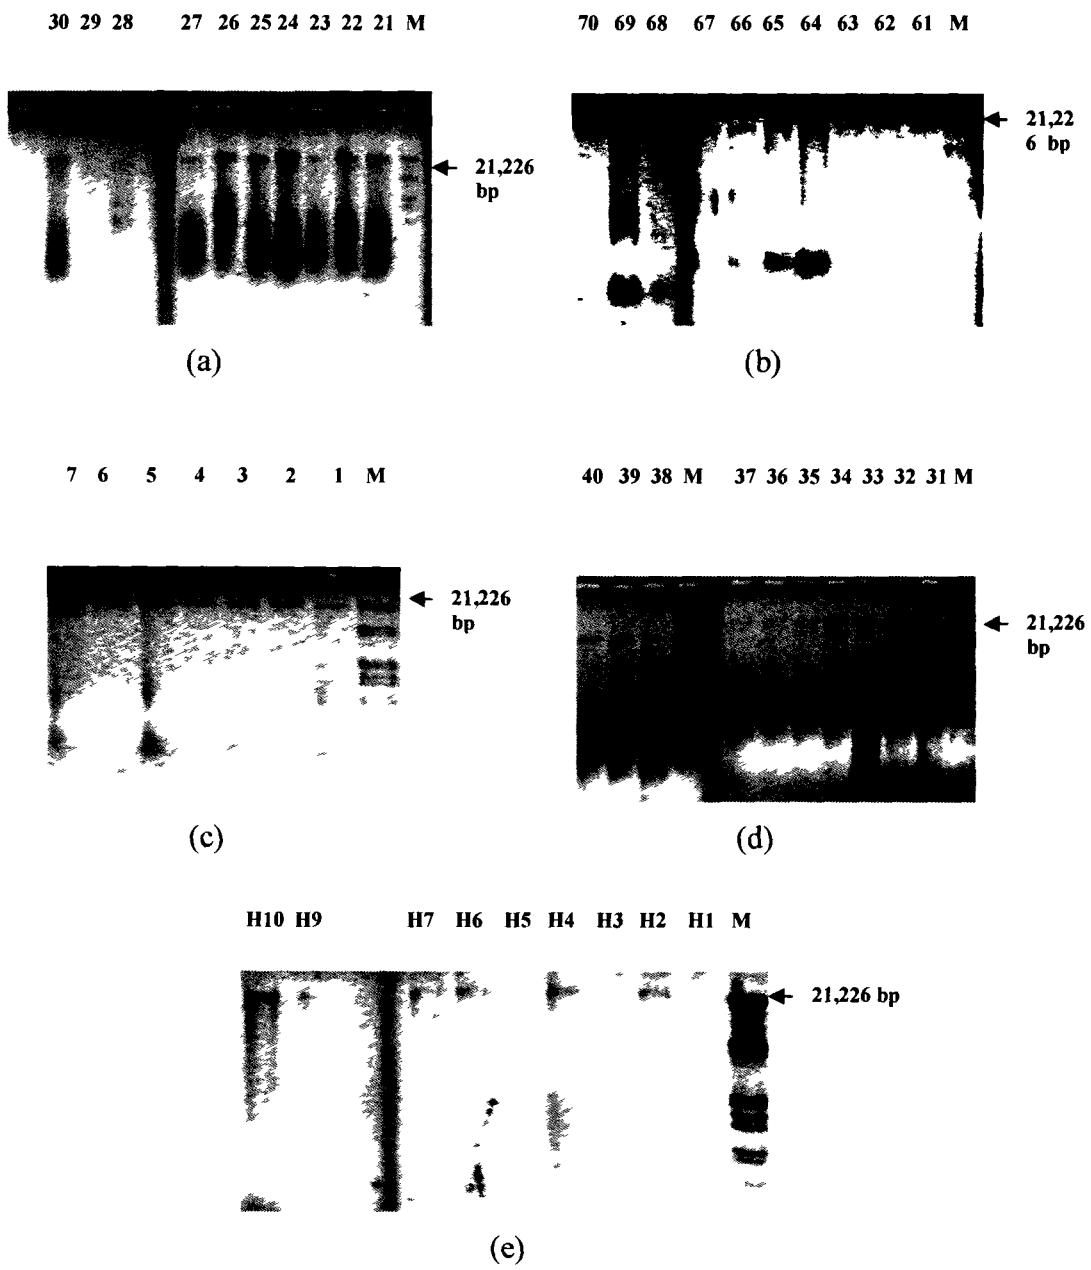 30 29 28 27 26 25 24 23 22 21 M
70 69 68 67 66 65 64 63 62 61 M
21,226
bp
21,22
6 bp
(a)
(b)
7 6 5 4 3 2 1 M
40 39 38 M 37 36 35 34 33 32 31 M
21,226
bp
21,226
bp
(c)
(d)
H10 H9 H7 H6 H5 H4 H3 H2 H1 M
21,226 bp
(e)